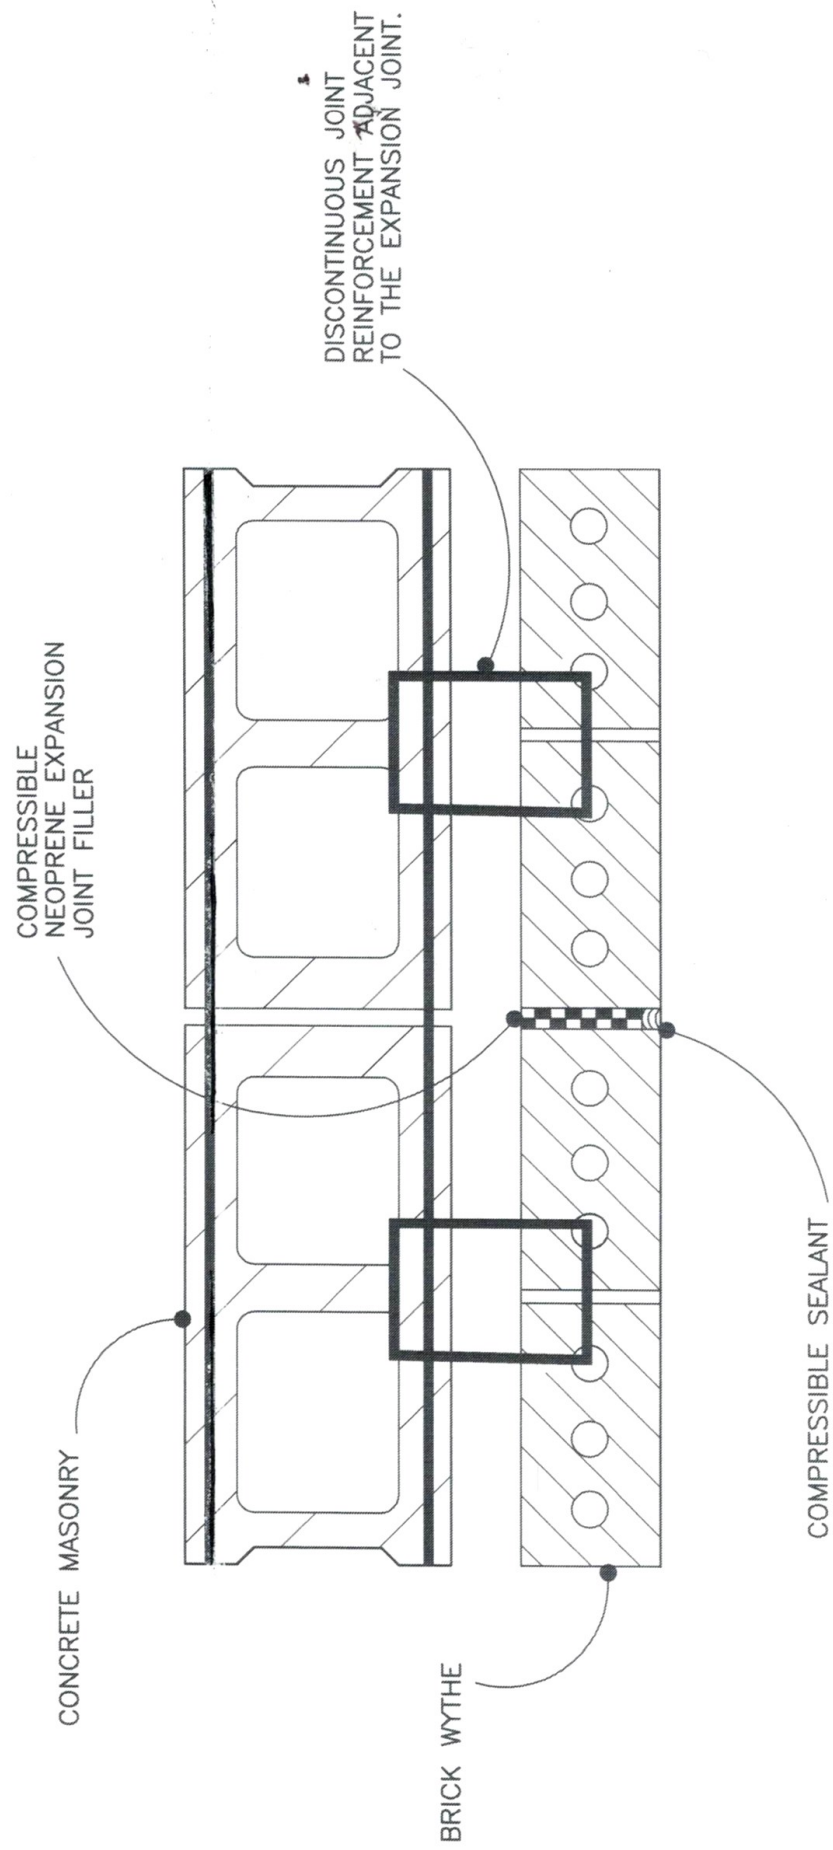 COMPRESSIBLE
NEOPRENE EXPANSION
JOINT FILLER
DISCONTINUOUS JOINT
REINFORCEMENT ADJACENT
TO THE EXPANSION JOINT.
CONCRETE MASONRY
BRICK WYTHE
COMPRESSIBLE SEALANT